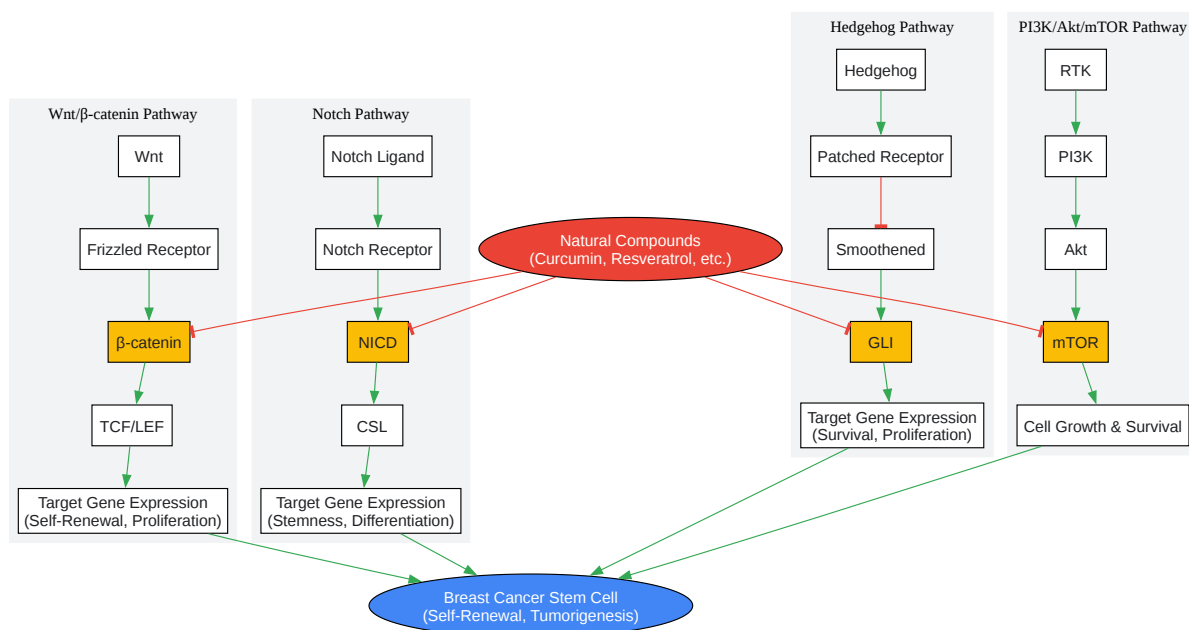 Hedgehog Pathway
PI3K/Akt/mTOR Pathway
Hedgehog
RTK
Wnt/β-catenin Pathway
Notch Pathway
Wnt
Notch Ligand
Patched Receptor
PI3K
Frizzled Receptor
Notch Receptor
Natural Compounds
(Curcumin, Resveratrol, etc.)
Smoothened
Akt
β-catenin
NICD
GLI
mTOR
TCF/LEF
CSL
Target Gene Expression
(Survival, Proliferation)
Cell Growth & Survival
Target Gene Expression
(Self-Renewal, Proliferation)
Target Gene Expression
(Stemness, Differentiation)
Breast Cancer Stem Cell
(Self-Renewal, Tumorigenesis)